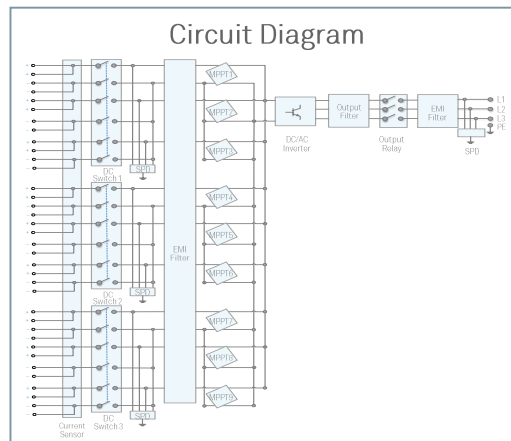 Circuit Diagram
MPPT1
MPPT2
MPPT3
MPPT4
MPPT5
MPPT6
MPPT7
MPPT8
MPPT9
DC
Switch 1
SPD
DC
Switch 2
SPD
DC
Switch 3
SPD
Current
Sensor
EMI
Filter
DC/AC
Inverter
Output
Filter
Output
Relay
EMI
Filter
SPD
L1
L2
L3
PE